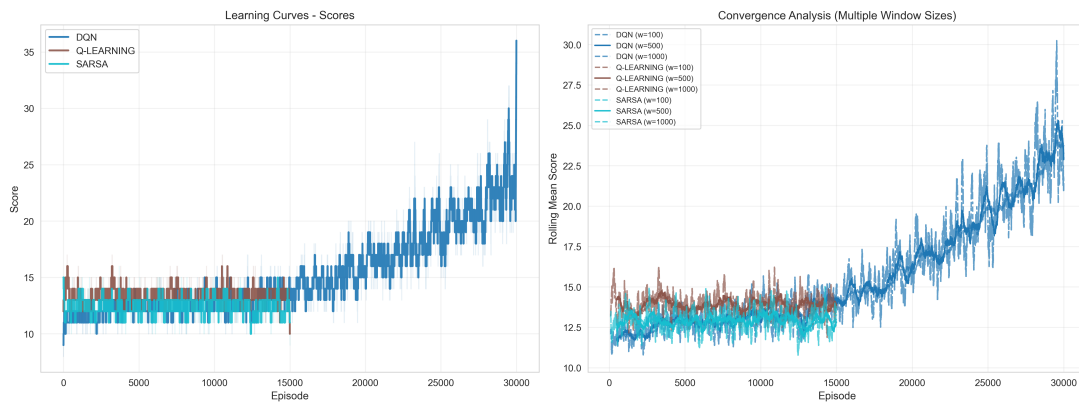 Learning Curves - Scores
DQN
Q-LEARNING
SARSA
35
30
25
20
15
10
Score
0
5000
10000
15000
20000
25000
30000
Episode
Convergence Analysis (Multiple Window Sizes)
DQN (w=100)
DQN (w=500)
DQN (w=1000)
Q-LEARNING (w=100)
Q-LEARNING (w=500)
Q-LEARNING (w=1000)
SARSA (w=100)
SARSA (w=500)
SARSA (w=1000)
30.0
27.5
25.0
22.5
20.0
17.5
15.0
12.5
10.0
Rolling Mean Score
0
5000
10000
15000
20000
25000
30000
Episode